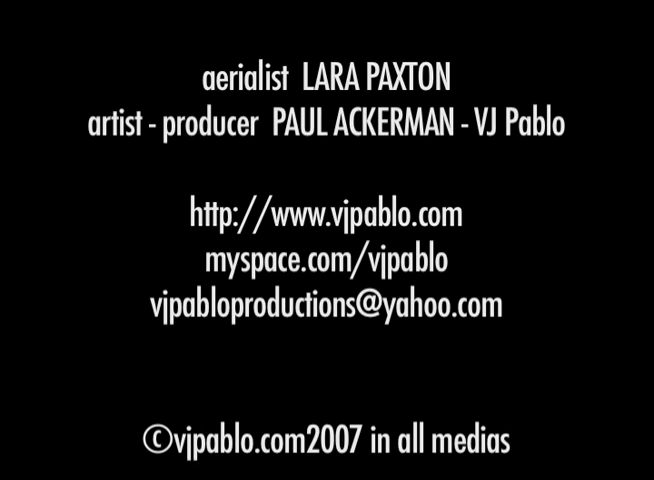 aerialist LARA PAXTON
artist - producer PAUL ACKERMAN - VJ Pablo
http://www.vjpablo.com
myspace.com/vjpablo
vjpabloproductions@yahoo.com
©vjpablo.com2007 in all medias